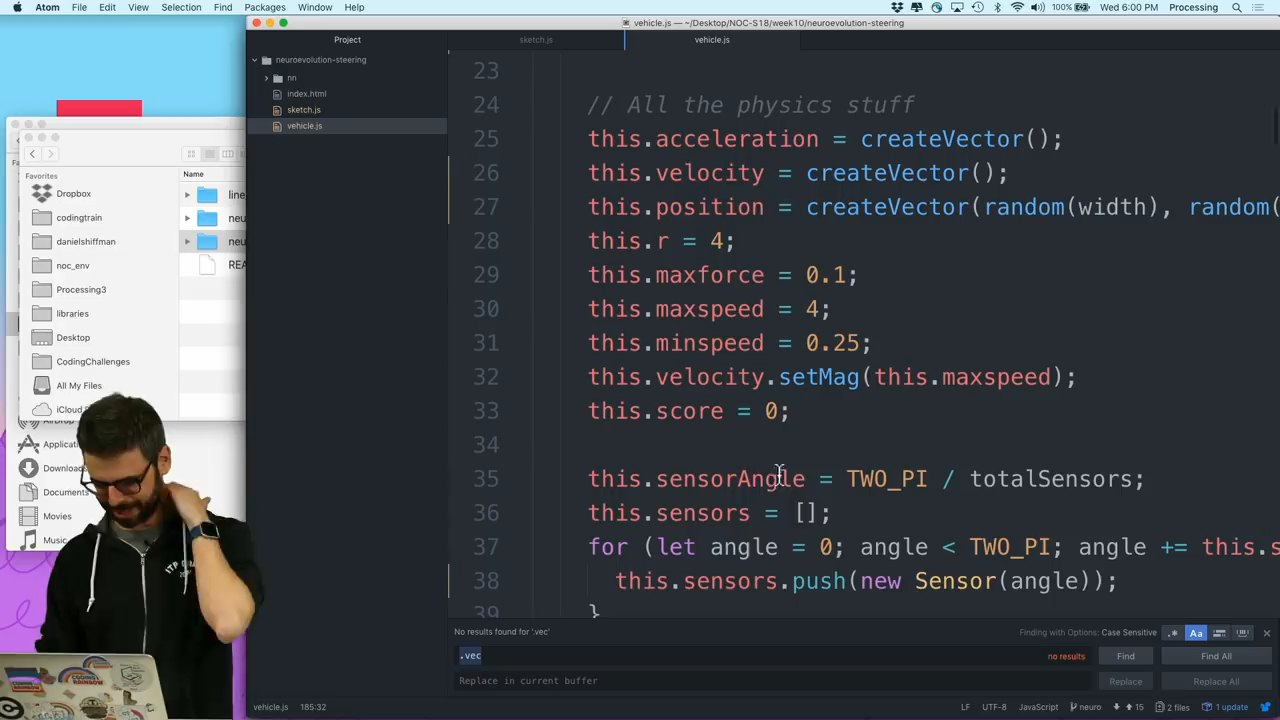 Atom File Edit View Selection Find Packages Window Help 100% Wed 6:00 PM Processing
vehicle.js — ~/Desktop/NOC-S18/week10/neuroevolution-steering
Project
sketch.js vehicle.js
neuroevolution-steering
nn
index.html
sketch.js
vehicle.js
Favorites
Name
Dropbox
codingtrain
danielshiffman
noc_env
Processing3
libraries
Desktop
CodingChallenges
All My Files
iCloud
Documents
Movies
23
24 // All the physics stuff
25 this.acceleration = createVector();
26 this.velocity = createVector();
27 this.position = createVector(random(width), random(
28 this.r = 4;
29 this.maxforce = 0.1;
30 this.maxspeed = 4;
31 this.minspeed = 0.25;
32 this.velocity.setMag(this.maxspeed);
33 this.score = 0;
34
35 this.sensorAngle = TWO_PI / totalSensors;
36 this.sensors = [];
37 for (let angle = 0; angle < TWO_PI; angle += this.s
38 this.sensors.push(new Sensor(angle));
39 }
No results found for '.vec' Finding with Options: Case Sensitive
.* Aa
.vec no results Find Find All
Replace in current buffer Replace Replace All
vehicle.js 185:32 LF UTF-8 JavaScript neuro 15 2 files 1 update